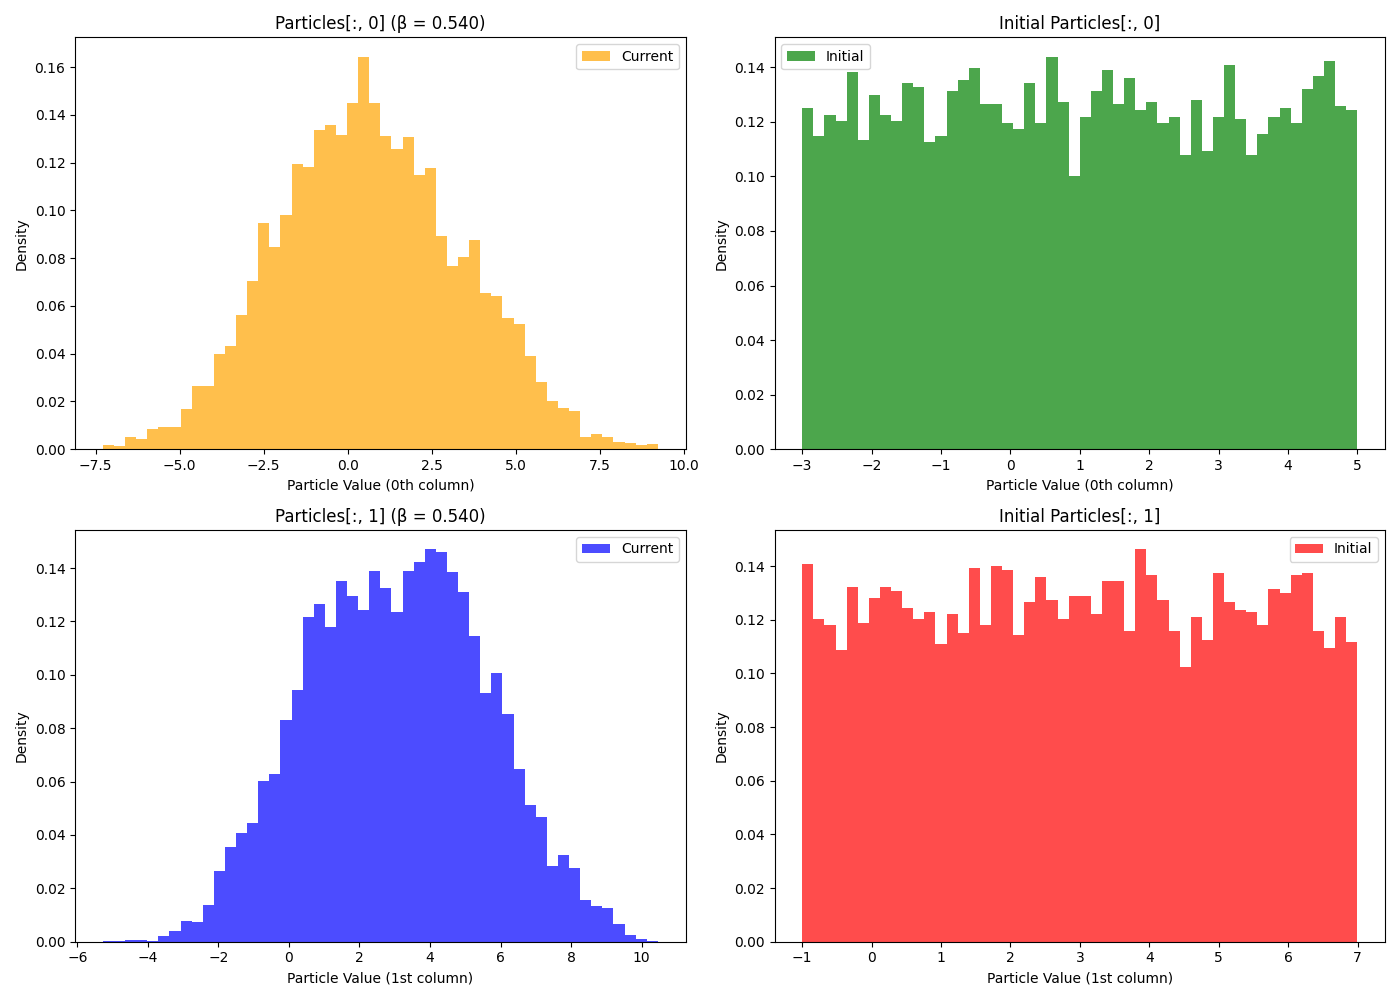 Particles[:, 0] (β = 0.540)
Current
0.16
0.14
0.12
0.10
0.08
0.06
0.04
0.02
0.00
Density
−7.5 −5.0 −2.5 0.0 2.5 5.0 7.5 10.0
Particle Value (0th column)
Initial Particles[:, 0]
Initial
0.14
0.12
0.10
0.08
0.06
0.04
0.02
0.00
Density
−3 −2 −1 0 1 2 3 4 5
Particle Value (0th column)
Particles[:, 1] (β = 0.540)
Current
0.14
0.12
0.10
0.08
0.06
0.04
0.02
0.00
Density
−6 −4 −2 0 2 4 6 8 10
Particle Value (1st column)
Initial Particles[:, 1]
Initial
0.14
0.12
0.10
0.08
0.06
0.04
0.02
0.00
Density
−1 0 1 2 3 4 5 6 7
Particle Value (1st column)